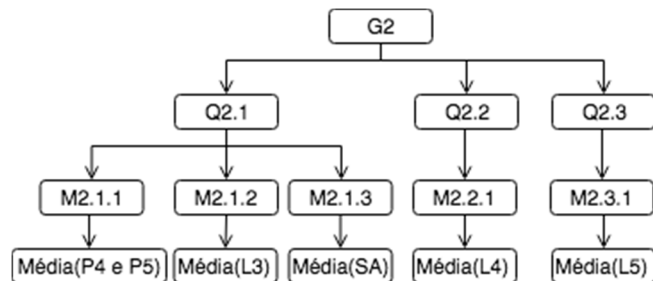 G2
Q2.1 Q2.2 Q2.3
M2.1.1 M2.1.2 M2.1.3 M2.2.1 M2.3.1
Média(P4 e P5) Média(L3) Média(SA) Média(L4) Média(L5)